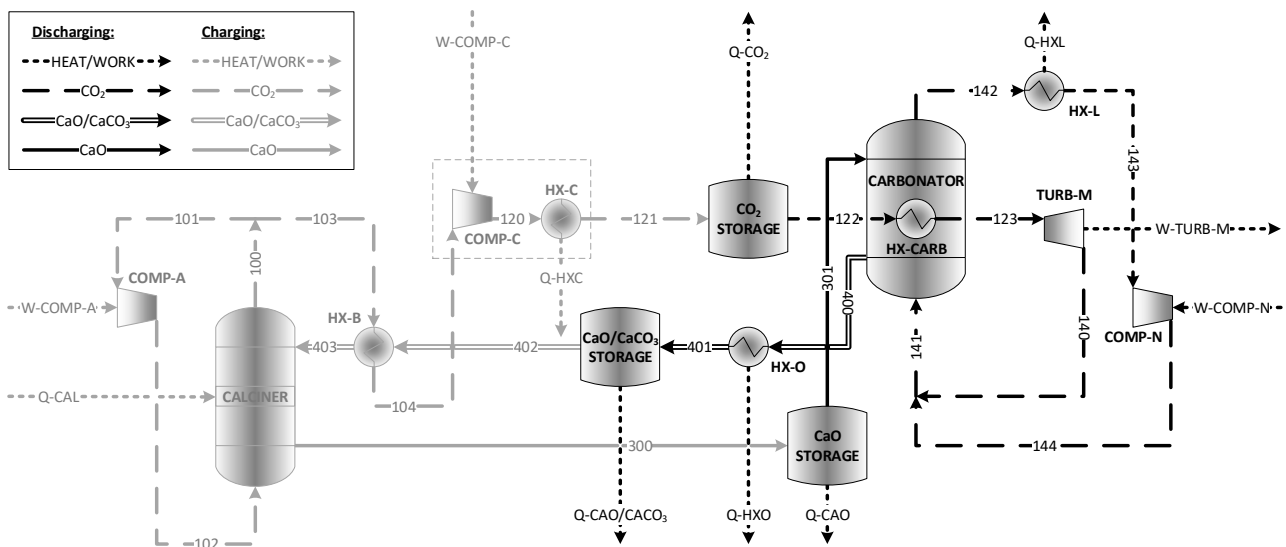 Discharging:
Charging:
HEAT/WORK
HEAT/WORK
CO₂
CO₂
CaO/CaCO₃
CaO/CaCO₃
CaO
CaO
W-COMP-C
Q-CO₂
Q-HXL
142
HX-L
143
HX-C
120
121
COMP-C
CO₂
STORAGE
122
CARBONATOR
HX-CARB
123
TURB-M
W-TURB-M
101
103
100
COMP-A
W-COMP-A
HX-B
Q-HXC
301
400
141
140
W-COMP-N
COMP-N
403
402
CaO/CaCO₃
STORAGE
401
HX-O
Q-CAL
CALCINER
104
144
300
CaO
STORAGE
Q-CAO/CACO₃
Q-HXO
Q-CAO
102